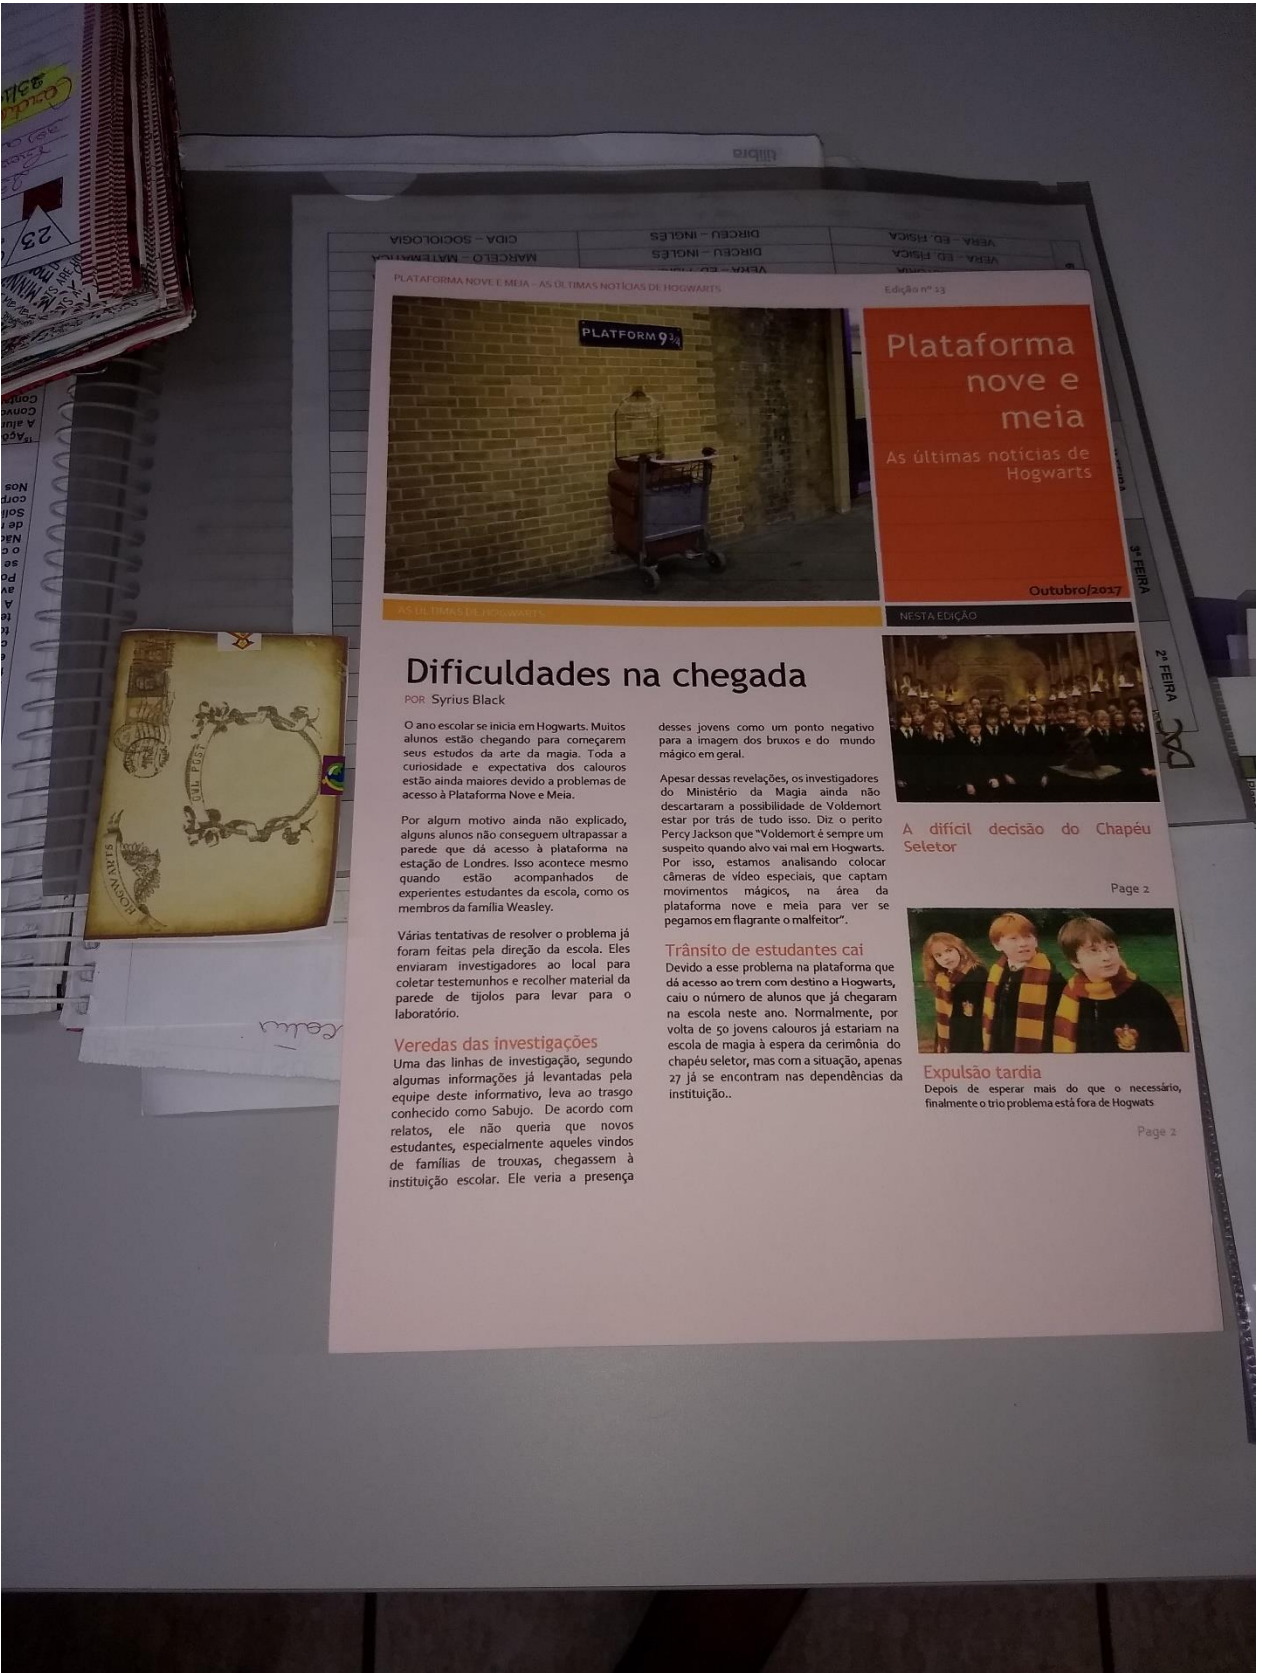 Tilibra
VERA - ED. FISICA
DIRCEU - INGLES
CIDA - SOCIOLOGIA
VERA - ED. FISICA
DIRCEU - INGLES
MARCELO - MATEMATICA
23
PLATAFORMA NOVE E MEIA – AS ÚLTIMAS NOTÍCIAS DE HOGWARTS
Edição nº 13
PLATFORM 9 3/4
Plataforma
nove e
meia
As últimas notícias de
Hogwarts
Outubro/2017
AS ÚLTIMAS DE HOGWARTS
NESTA EDIÇÃO
Dificuldades na chegada
POR Syrius Black
O ano escolar se inicia em Hogwarts. Muitos
alunos estão chegando para começarem
seus estudos da arte da magia. Toda a
curiosidade e expectativa dos calouros
estão ainda maiores devido a problemas de
acesso à Plataforma Nove e Meia.
Por algum motivo ainda não explicado,
alguns alunos não conseguem ultrapassar a
parede que dá acesso à plataforma na
estação de Londres. Isso acontece mesmo
quando estão acompanhados de
experientes estudantes da escola, como os
membros da família Weasley.
Várias tentativas de resolver o problema já
foram feitas pela direção da escola. Eles
enviaram investigadores ao local para
coletar testemunhos e recolher material da
parede de tijolos para levar para o
laboratório.
Veredas das investigações
Uma das linhas de investigação, segundo
algumas informações já levantadas pela
equipe deste informativo, leva ao trasgo
conhecido como Sabujo. De acordo com
relatos, ele não queria que novos
estudantes, especialmente aqueles vindos
de famílias de trouxas, chegassem à
instituição escolar. Ele veria a presença
desses jovens como um ponto negativo
para a imagem dos bruxos e do mundo
mágico em geral.
Apesar dessas revelações, os investigadores
do Ministério da Magia ainda não
descartaram a possibilidade de Voldemort
estar por trás de tudo isso. Diz o perito
Percy Jackson que “Voldemort é sempre um
suspeito quando alvo vai mal em Hogwarts.
Por isso, estamos analisando colocar
câmeras de vídeo especiais, que captam
movimentos mágicos, na área da
plataforma nove e meia para ver se
pegamos em flagrante o malfeitor”.
Trânsito de estudantes cai
Devido a esse problema na plataforma que
dá acesso ao trem com destino a Hogwarts,
caiu o número de alunos que já chegaram
na escola neste ano. Normalmente, por
volta de 50 jovens calouros já estariam na
escola de magia à espera da cerimônia do
chapéu seletor, mas com a situação, apenas
27 já se encontram nas dependências da
instituição..
A difícil decisão do Chapéu
Seletor
Page 2
Expulsão tardia
Depois de esperar mais do que o necessário,
finalmente o trio problema está fora de Hogwats
Page 2
3ª FEIRA
2ª FEIRA
OWL POST
HOGWARTS